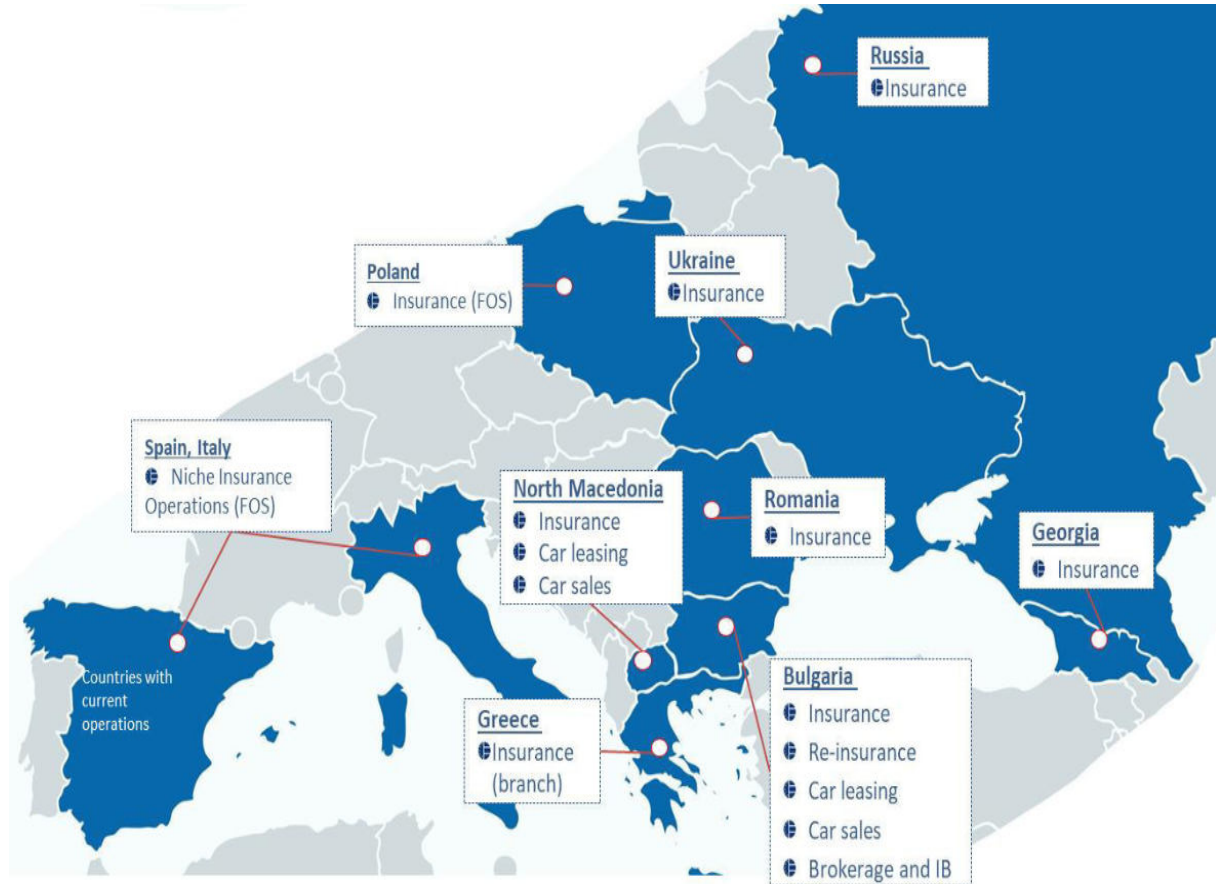 Russia
Insurance
Poland
Insurance (FOS)
Ukraine
Insurance
Spain, Italy
Niche Insurance
Operations (FOS)
North Macedonia
Insurance
Car leasing
Car sales
Romania
Insurance
Georgia
Insurance
Countries with
current
operations
Greece
Insurance
(branch)
Bulgaria
Insurance
Re-insurance
Car leasing
Car sales
Brokerage and IB